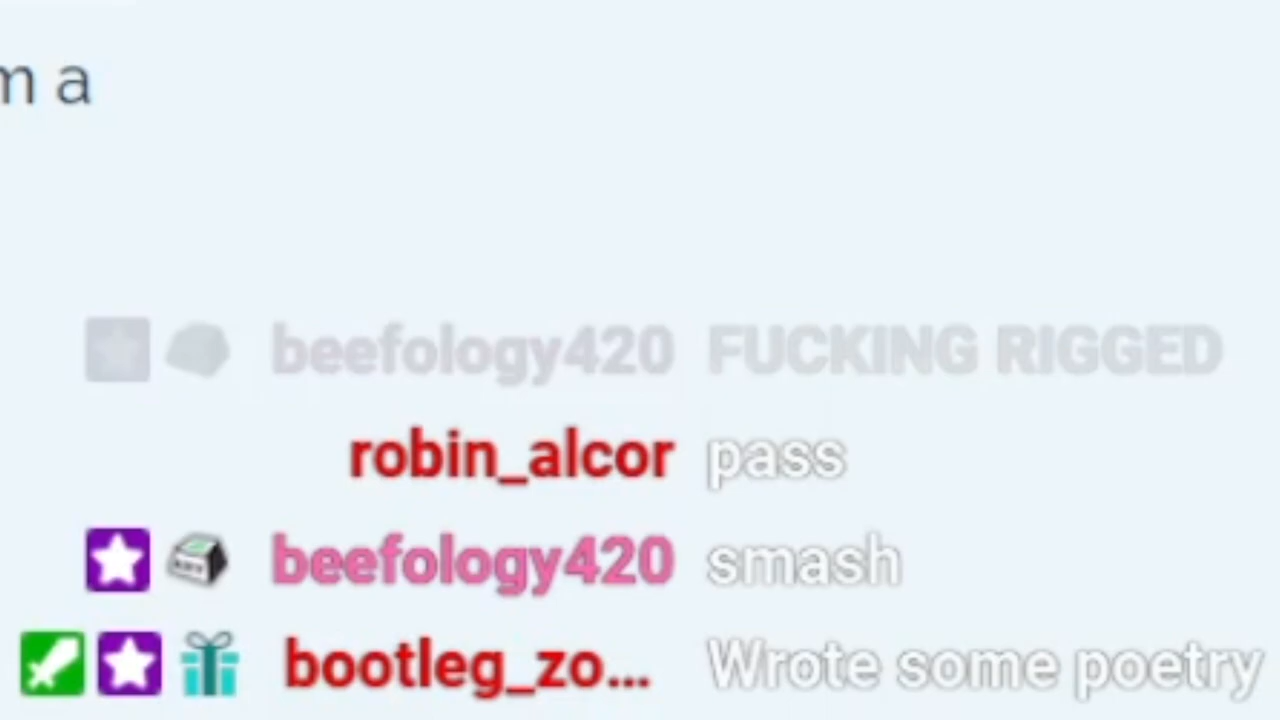 m a
beefology420 FUCKING RIGGED
robin_alcor pass
beefology420 smash
bootleg_zo... Wrote some poetry